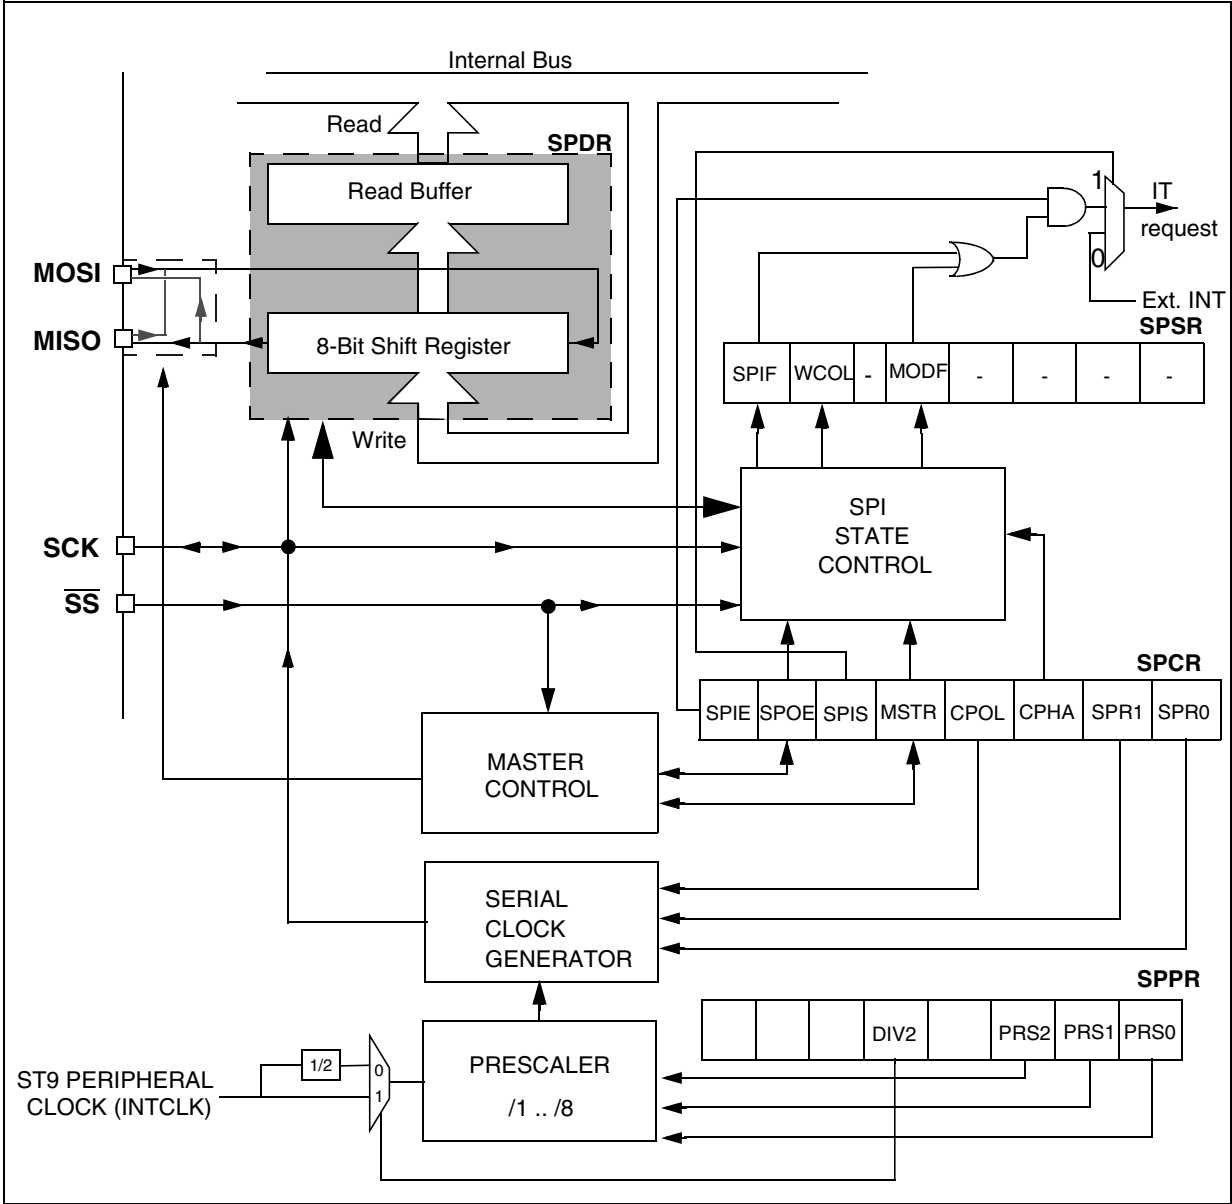 Internal Bus
Read
SPDR
Read Buffer
1
IT
request
0
Ext. INT
MOSI
MISO
8-Bit Shift Register
SPSR
SPIF WCOL - MODF - - - -
Write
SPI
STATE
CONTROL
SCK
SS
SPCR
SPIE SPOE SPIS MSTR CPOL CPHA SPR1 SPR0
MASTER
CONTROL
SERIAL
CLOCK
GENERATOR
SPPR
DIV2 PRS2 PRS1 PRS0
PRESCALER
/1 .. /8
1/2
0
1
ST9 PERIPHERAL
CLOCK (INTCLK)